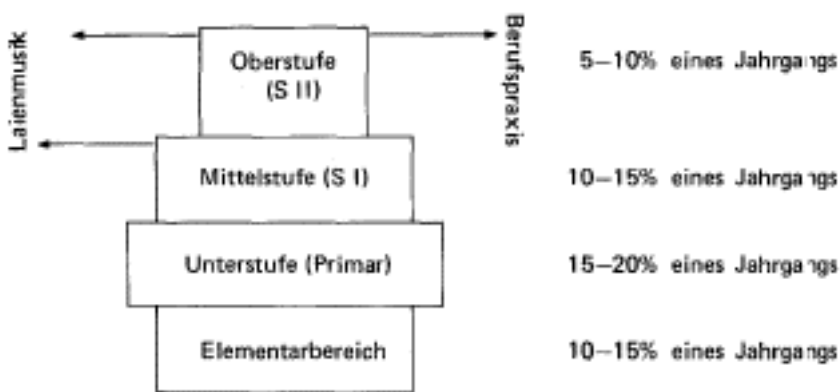 Laienmusik
Oberstufe
(S II)
Berufspraxis
5–10% eines Jahrgangs
Mittelstufe (S I)
10–15% eines Jahrgangs
Unterstufe (Primar)
15–20% eines Jahrgangs
Elementarbereich
10–15% eines Jahrgangs